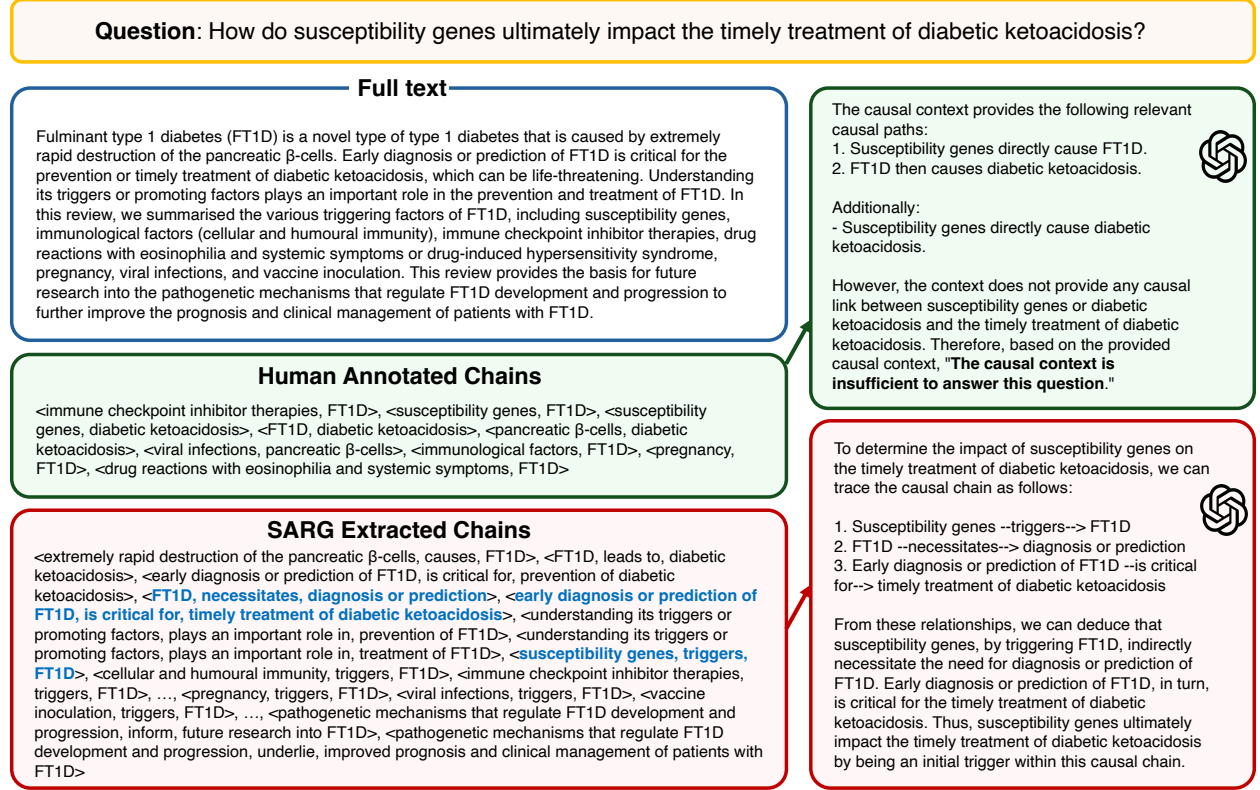 Question: How do susceptibility genes ultimately impact the timely treatment of diabetic ketoacidosis?
Full text
Fulminant type 1 diabetes (FT1D) is a novel type of type 1 diabetes that is caused by extremely
rapid destruction of the pancreatic β-cells. Early diagnosis or prediction of FT1D is critical for the
prevention or timely treatment of diabetic ketoacidosis, which can be life-threatening. Understanding
its triggers or promoting factors plays an important role in the prevention and treatment of FT1D. In
this review, we summarised the various triggering factors of FT1D, including susceptibility genes,
immunological factors (cellular and humoural immunity), immune checkpoint inhibitor therapies, drug
reactions with eosinophilia and systemic symptoms or drug-induced hypersensitivity syndrome,
pregnancy, viral infections, and vaccine inoculation. This review provides the basis for future
research into the pathogenetic mechanisms that regulate FT1D development and progression to
further improve the prognosis and clinical management of patients with FT1D.
Human Annotated Chains
<immune checkpoint inhibitor therapies, FT1D>, <susceptibility genes, FT1D>, <susceptibility
genes, diabetic ketoacidosis>, <FT1D, diabetic ketoacidosis>, <pancreatic β-cells, diabetic
ketoacidosis>, <viral infections, pancreatic β-cells>, <immunological factors, FT1D>, <pregnancy,
FT1D>, <drug reactions with eosinophilia and systemic symptoms, FT1D>
SARG Extracted Chains
<extremely rapid destruction of the pancreatic β-cells, causes, FT1D>, <FT1D, leads to, diabetic
ketoacidosis>, <early diagnosis or prediction of FT1D, is critical for, prevention of diabetic
ketoacidosis>, <FT1D, necessitates, diagnosis or prediction>, <early diagnosis or prediction of
FT1D, is critical for, timely treatment of diabetic ketoacidosis>, <understanding its triggers or
promoting factors, plays an important role in, prevention of FT1D>, <understanding its triggers or
promoting factors, plays an important role in, treatment of FT1D>, <susceptibility genes, triggers,
FT1D>, <cellular and humoural immunity, triggers, FT1D>, <immune checkpoint inhibitor therapies,
triggers, FT1D>, …, <pregnancy, triggers, FT1D>, <viral infections, triggers, FT1D>, <vaccine
inoculation, triggers, FT1D>, …, <pathogenetic mechanisms that regulate FT1D development and
progression, inform, future research into FT1D>, <pathogenetic mechanisms that regulate FT1D
development and progression, underlie, improved prognosis and clinical management of patients with
FT1D>
The causal context provides the following relevant
causal paths:
1. Susceptibility genes directly cause FT1D.
2. FT1D then causes diabetic ketoacidosis.
Additionally:
- Susceptibility genes directly cause diabetic
ketoacidosis.
However, the context does not provide any causal
link between susceptibility genes or diabetic
ketoacidosis and the timely treatment of diabetic
ketoacidosis. Therefore, based on the provided
causal context, "The causal context is
insufficient to answer this question."
To determine the impact of susceptibility genes on
the timely treatment of diabetic ketoacidosis, we can
trace the causal chain as follows:
1. Susceptibility genes --triggers--> FT1D
2. FT1D --necessitates--> diagnosis or prediction
3. Early diagnosis or prediction of FT1D --is critical
for--> timely treatment of diabetic ketoacidosis
From these relationships, we can deduce that
susceptibility genes, by triggering FT1D, indirectly
necessitate the need for diagnosis or prediction of
FT1D. Early diagnosis or prediction of FT1D, in turn,
is critical for the timely treatment of diabetic
ketoacidosis. Thus, susceptibility genes ultimately
impact the timely treatment of diabetic ketoacidosis
by being an initial trigger within this causal chain.